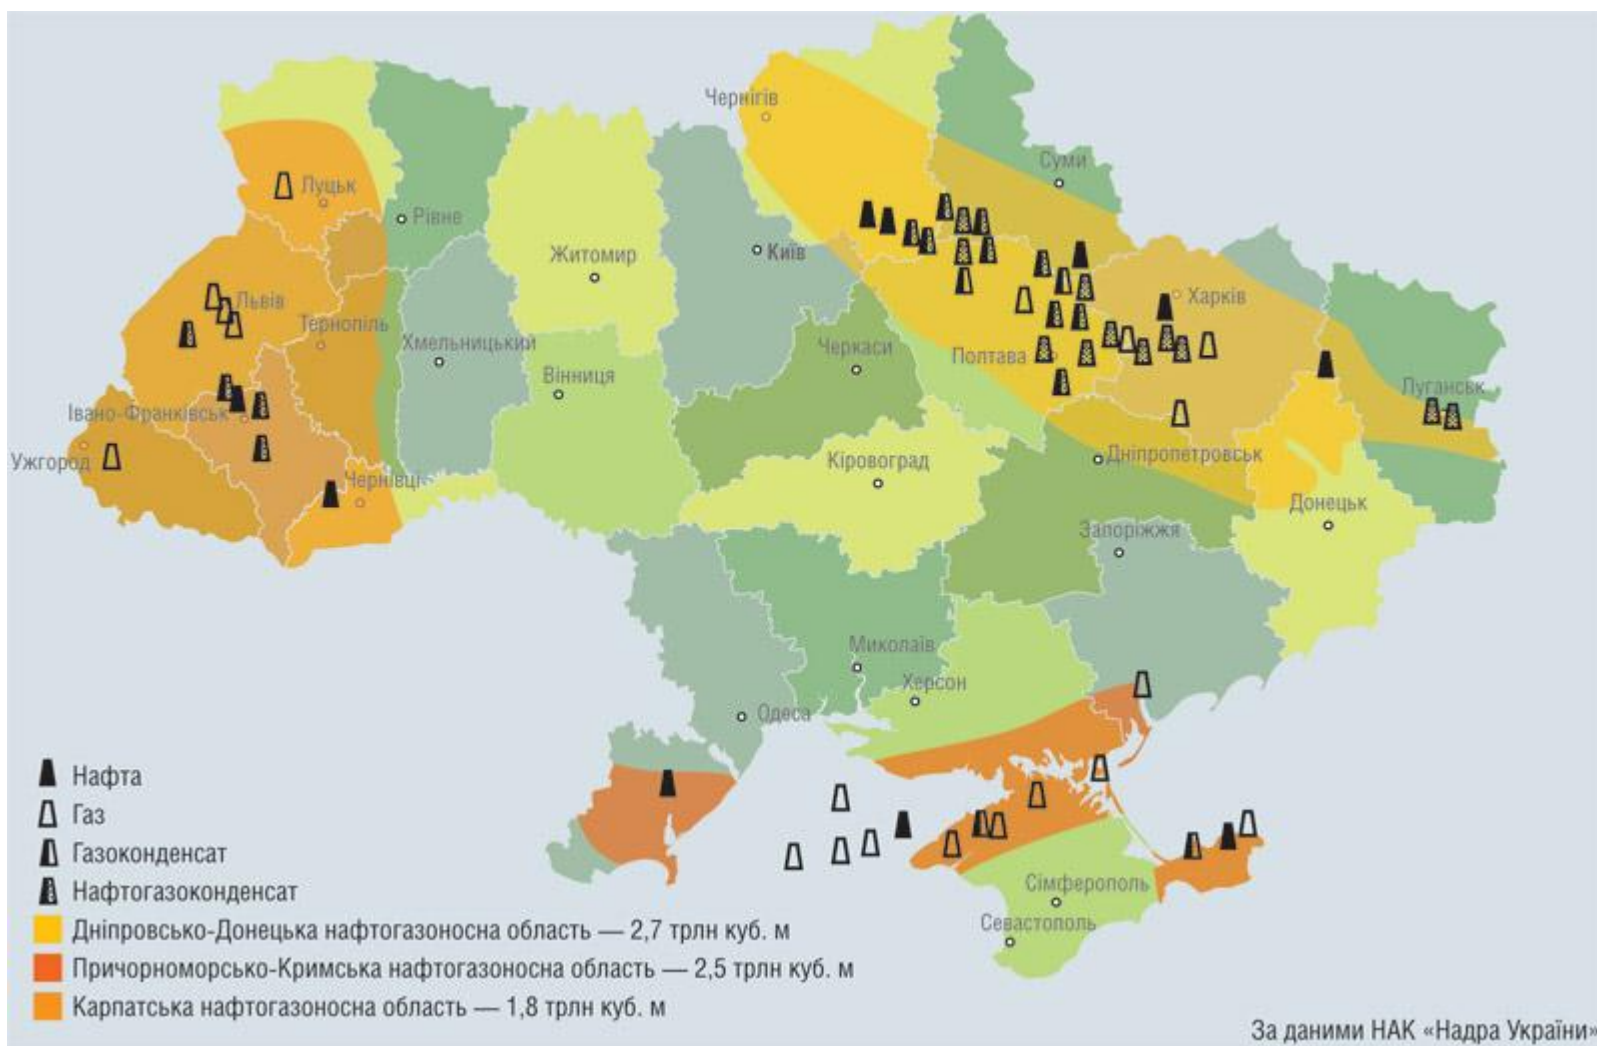 Чернігів
Суми
Луцьк
Рівне
Житомир
Київ
Львів
Харків
Тернопіль
Хмельницький
Черкаси
Полтава
Вінниця
Луганськ
Івано-Франківськ
Ужгород
Кіровоград
Дніпропетровськ
Чернівці
Донецьк
Запоріжжя
Миколаїв
Херсон
Одеса
Сімферополь
Севастополь
Нафта
Газ
Газоконденсат
Нафтогазоконденсат
Дніпровсько-Донецька нафтогазоносна область — 2,7 трлн куб. м
Причорноморсько-Кримська нафтогазоносна область — 2,5 трлн куб. м
Карпатська нафтогазоносна область — 1,8 трлн куб. м
За даними НАК «Надра України»